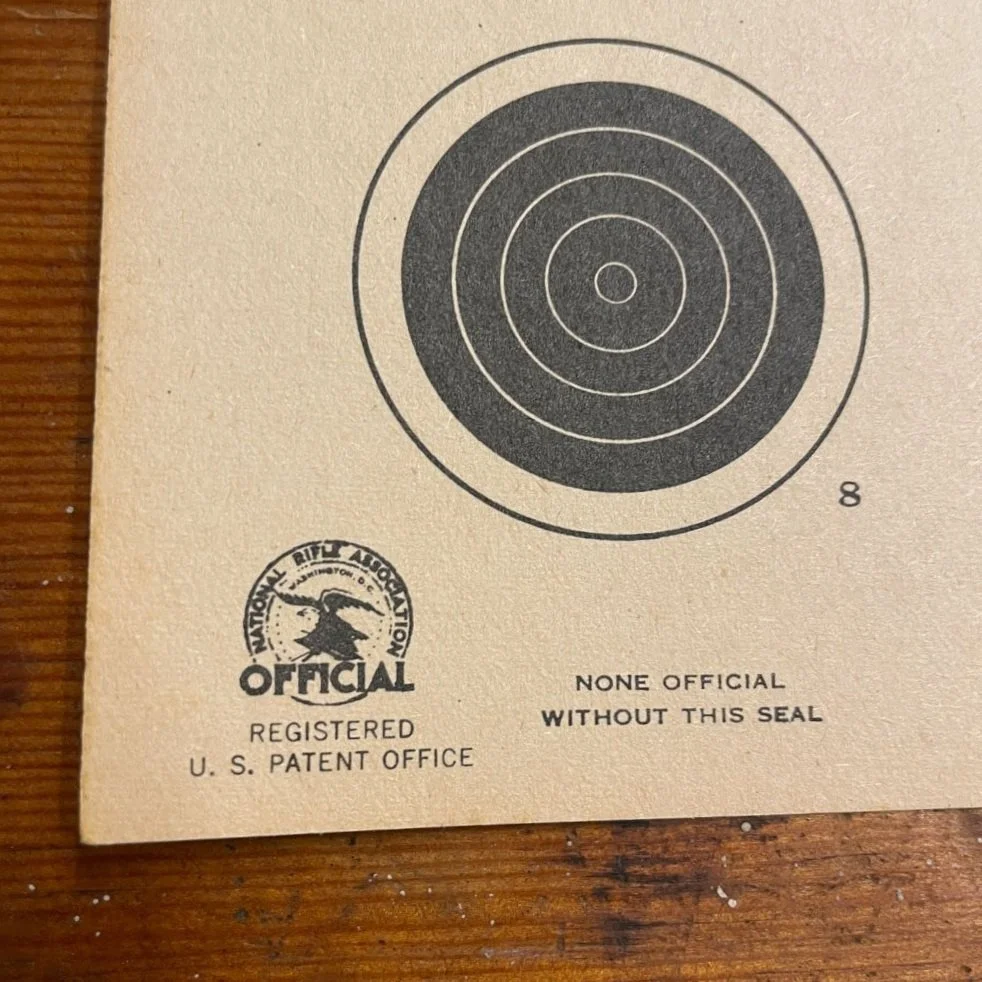 8
NATIONAL RIFLE ASSOCIATION
WASHINGTON, D.C.
OFFICIAL
REGISTERED
U. S. PATENT OFFICE
NONE OFFICIAL
WITHOUT THIS SEAL